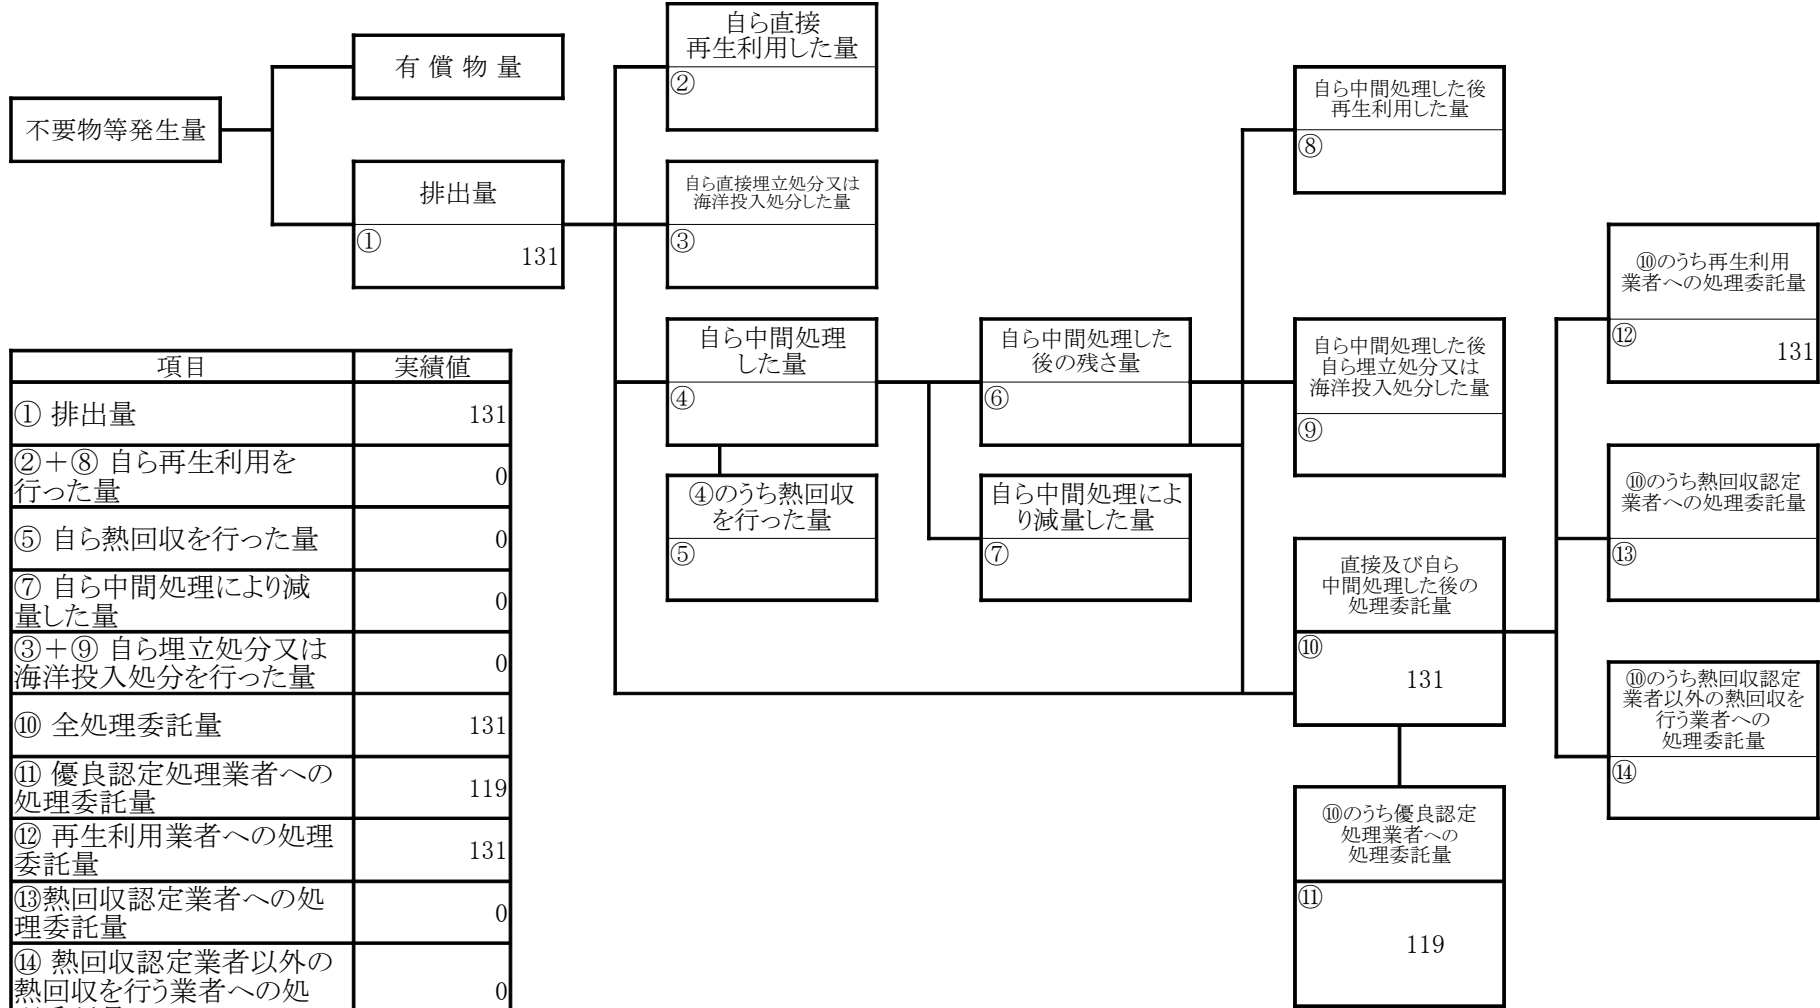 不要物等発生量
有 償 物 量
排出量
①
131
自ら直接
再生利用した量
②
自ら直接埋立処分又は
海洋投入処分した量
③
自ら中間処理
した量
④
④のうち熱回収
を行った量
⑤
自ら中間処理した
後の残さ量
⑥
自ら中間処理によ
り減量した量
⑦
自ら中間処理した後
再生利用した量
⑧
自ら中間処理した後
自ら埋立処分又は
海洋投入処分した量
⑨
直接及び自ら
中間処理した後の
処理委託量
⑩
131
⑩のうち優良認定
処理業者への
処理委託量
⑪
119
⑩のうち再生利用
業者への処理委託量
⑫
131
⑩のうち熱回収認定
業者への処理委託量
⑬
⑩のうち熱回収認定
業者以外の熱回収を
行う業者への
処理委託量
⑭
項目 実績値
① 排出量 131
②＋⑧ 自ら再生利用を
行った量 0
⑤ 自ら熱回収を行った量 0
⑦ 自ら中間処理により減
量した量 0
③＋⑨ 自ら埋立処分又は
海洋投入処分を行った量 0
⑩ 全処理委託量 131
⑪ 優良認定処理業者への
処理委託量 119
⑫ 再生利用業者への処理
委託量 131
⑬熱回収認定業者への処
理委託量 0
⑭ 熱回収認定業者以外の
熱回収を行う業者への処 0